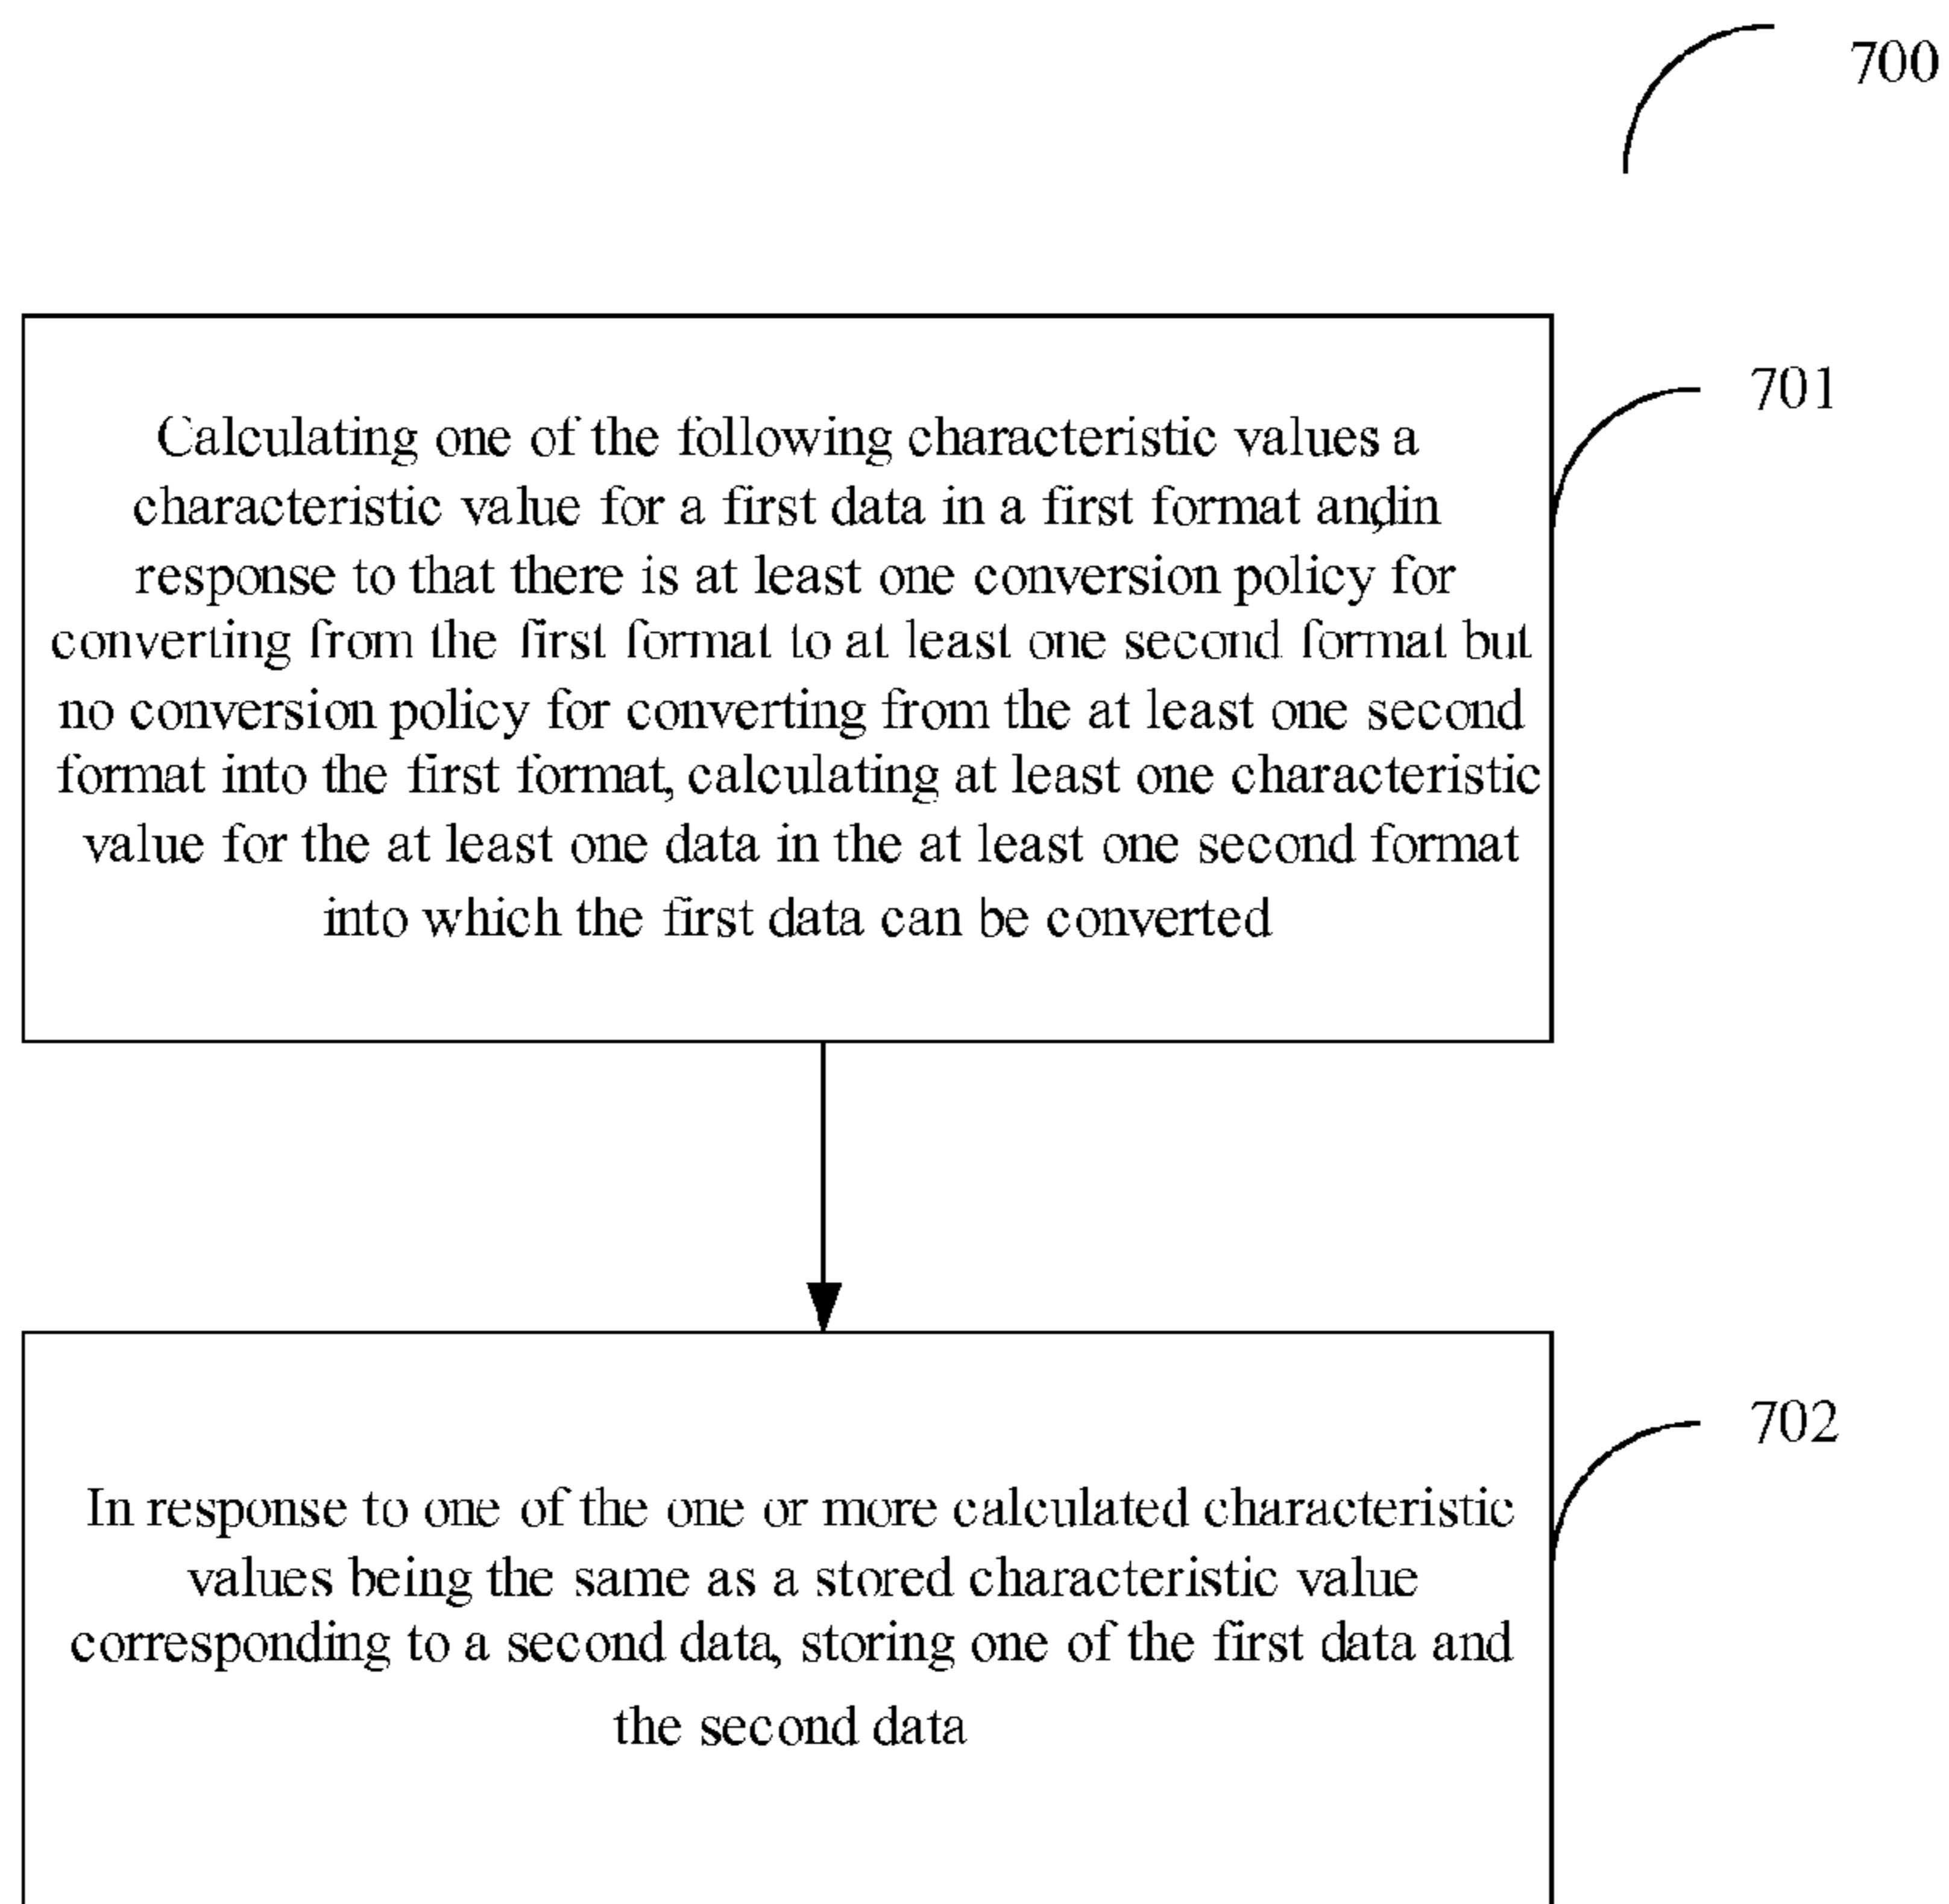 700
701
Calculating one of the following characteristic values a
characteristic value for a first data in a first format and,in
response to that there is at least one conversion policy for
converting from the first format to at least one second format but
no conversion policy for converting from the at least one second
format into the first format, calculating at least one characteristic
value for the at least one data in the at least one second format
into which the first data can be converted
702
In response to one of the one or more calculated characteristic
values being the same as a stored characteristic value
corresponding to a second data, storing one of the first data and
the second data